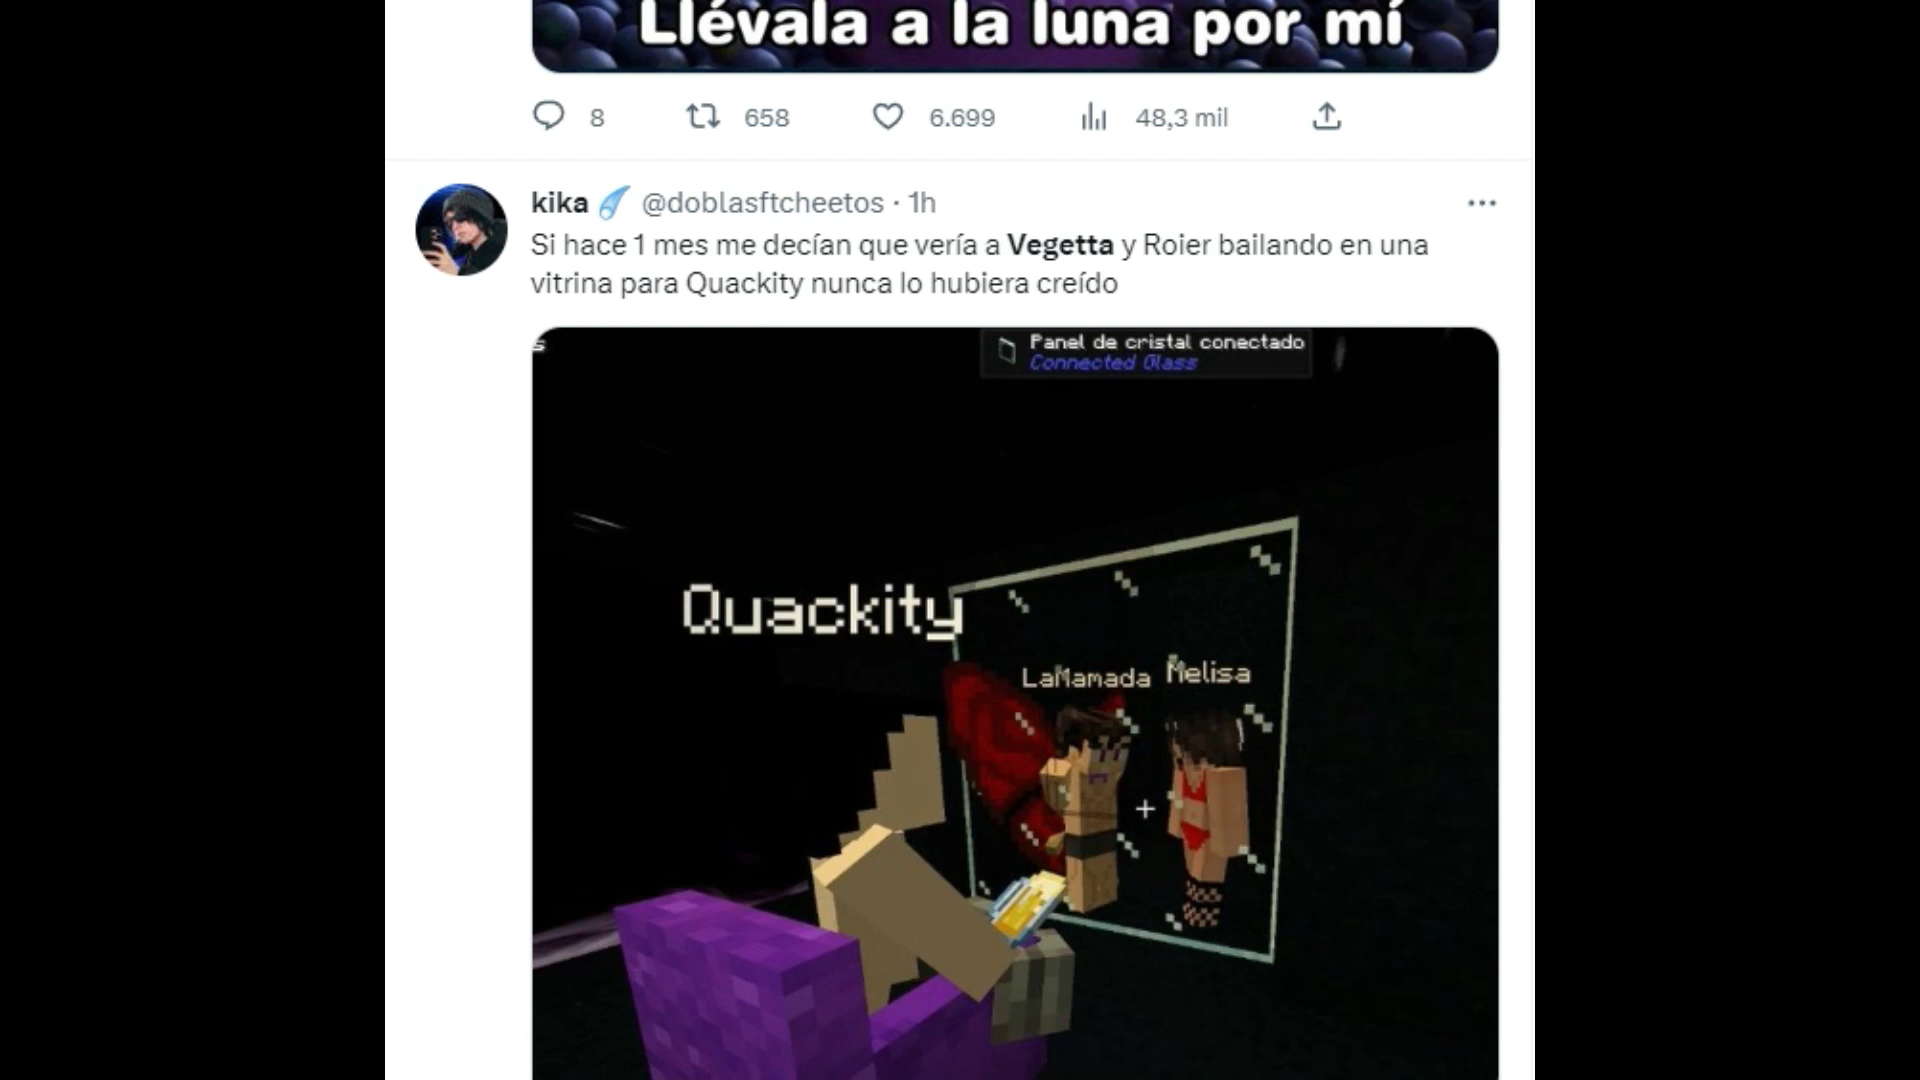 Llévala a la luna por mí
8 658 6.699 48,3 mil
kika @doblasftcheetos · 1h
Si hace 1 mes me decían que vería a Vegetta y Roier bailando en una
vitrina para Quackity nunca lo hubiera creído
s
Panel de cristal conectado
Connected Glass
Quackity
LaMamada Melisa